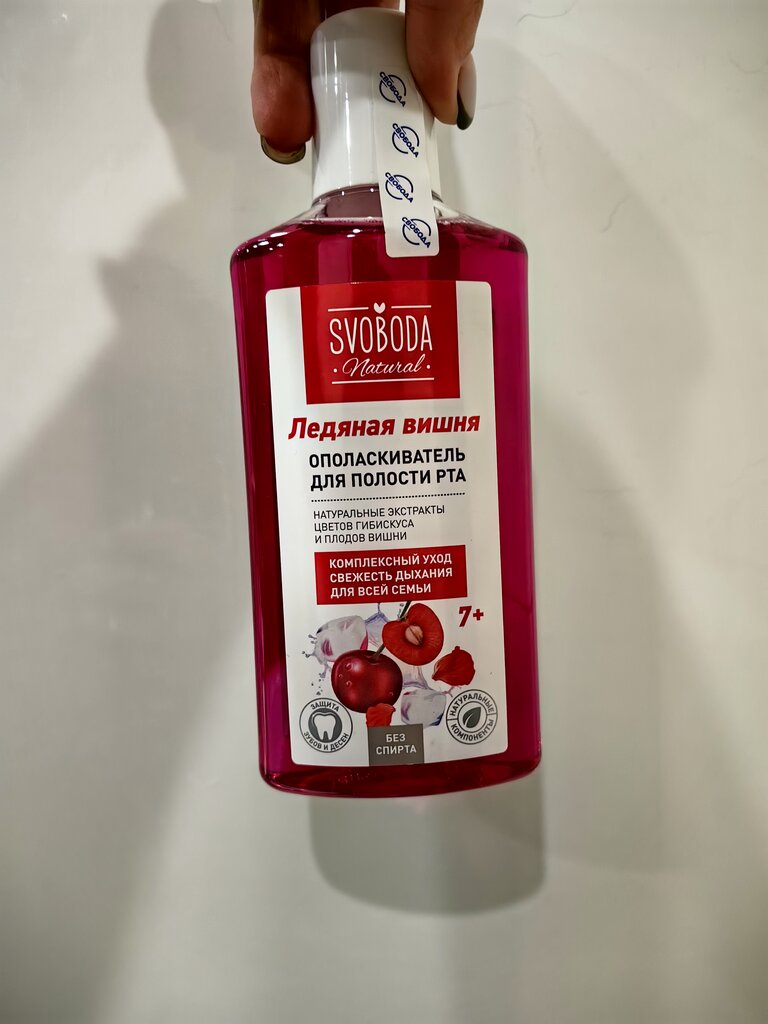 СВОБОДА
СВОБОДА
СВОБОДА
СВОБОДА
SVOBODA
Natural
Ледяная вишня
ОПОЛАСКИВАТЕЛЬ
ДЛЯ ПОЛОСТИ РТА
НАТУРАЛЬНЫЕ ЭКСТРАКТЫ
ЦВЕТОВ ГИБИСКУСА
И ПЛОДОВ ВИШНИ
КОМПЛЕКСНЫЙ УХОД
СВЕЖЕСТЬ ДЫХАНИЯ
ДЛЯ ВСЕЙ СЕМЬИ
7+
ЗАЩИТА
ЗУБОВ И ДЕСЕН
НАТУРАЛЬНЫЕ
КОМПОНЕНТЫ
БЕЗ
СПИРТА